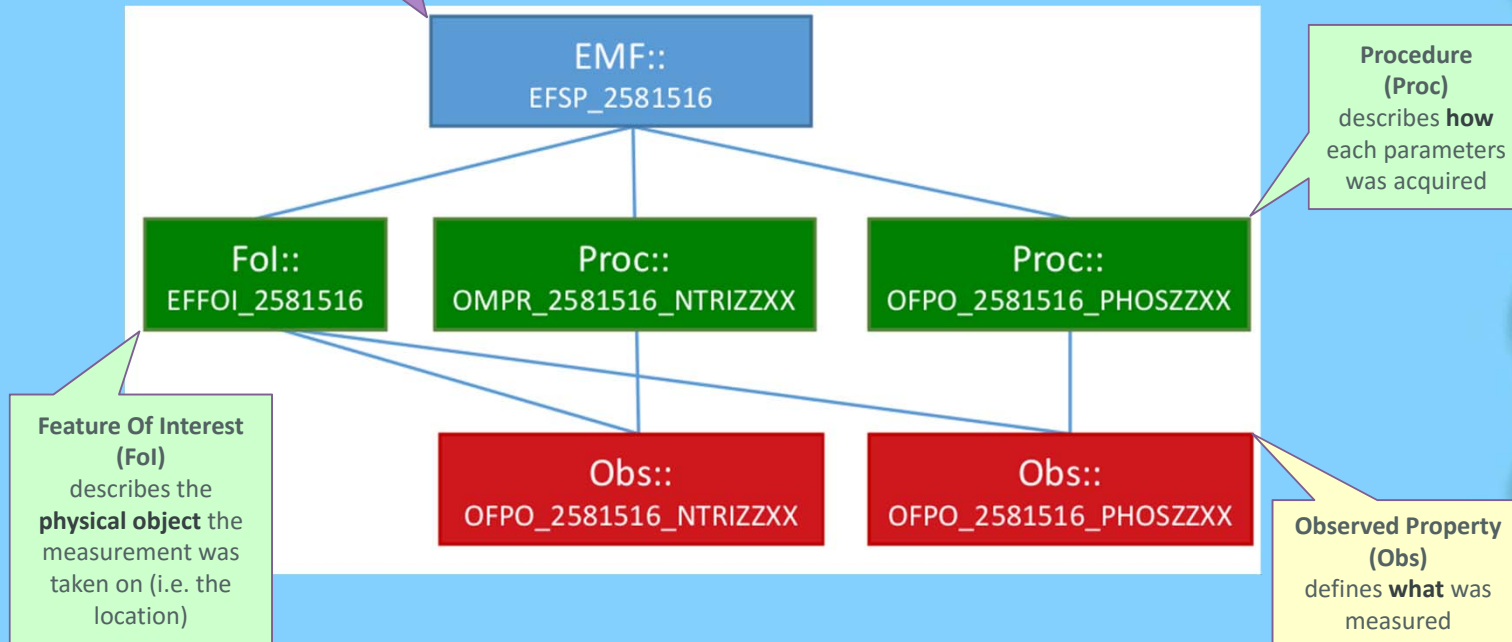 EMF::
EFSP_2581516
Procedure
(Proc)
describes how
each parameters
was acquired
FoI::
EFFOI_2581516
Proc::
OMPR_2581516_NTRIZZXX
Proc::
OFPO_2581516_PHOSZZXX
Feature Of Interest
(FoI)
describes the
physical object the
measurement was
taken on (i.e. the
location)
Obs::
OFPO_2581516_NTRIZZXX
Obs::
OFPO_2581516_PHOSZZXX
Observed Property
(Obs)
defines what was
measured